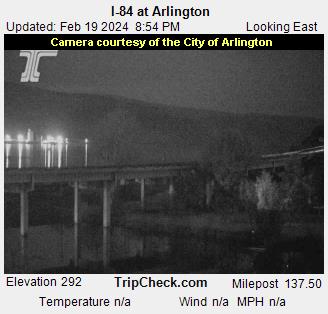 I-84 at Arlington
Updated: Feb 19 2024 8:54 PM Looking East
Camera courtesy of the City of Arlington
Elevation 292 TripCheck.com Milepost 137.50
Temperature n/a Wind n/a MPH n/a